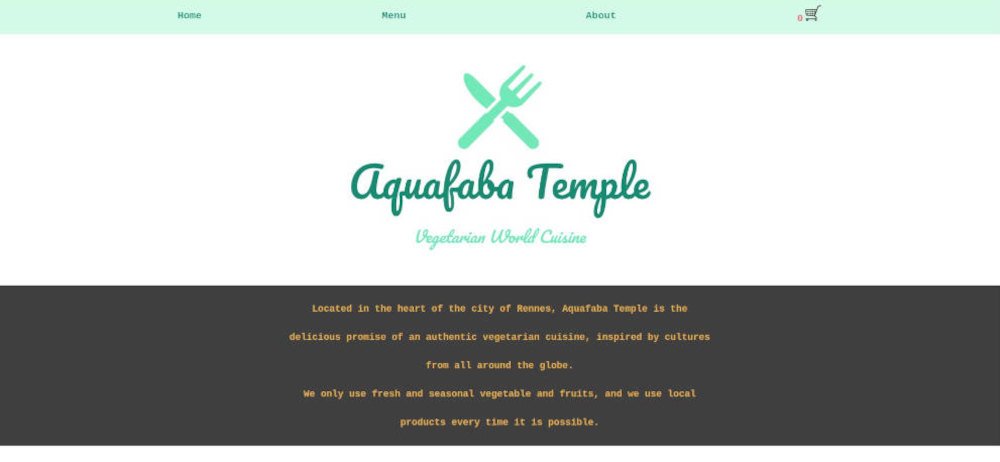 Home Menu About 0
Aquafaba Temple
Vegetarian World Cuisine
Located in the heart of the city of Rennes, Aquafaba Temple is the
delicious promise of an authentic vegetarian cuisine, inspired by cultures
from all around the globe.
We only use fresh and seasonal vegetable and fruits, and we use local
products every time it is possible.